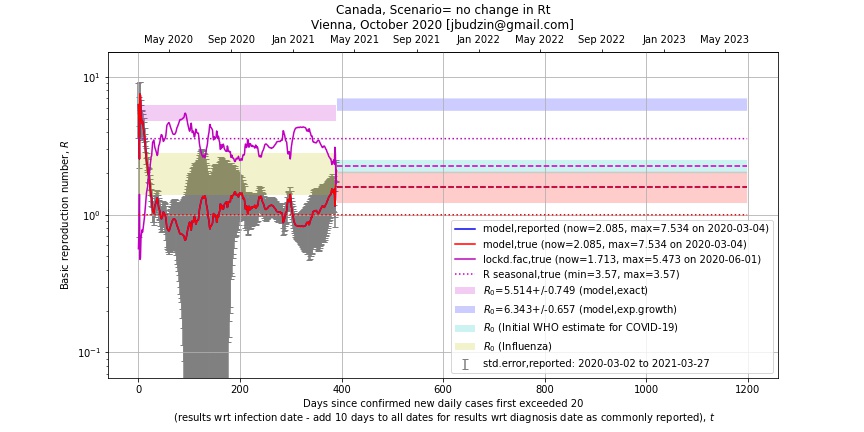 Canada, Scenario= no change in Rt
Vienna, October 2020 [jbudzin@gmail.com]
May 2020 Sep 2020 Jan 2021 May 2021 Sep 2021 Jan 2022 May 2022 Sep 2022 Jan 2023 May 2023
Basic reproduction number, R
10¹
10⁰
10⁻¹
model,reported (now=2.085, max=7.534 on 2020-03-04)
model,true (now=2.085, max=7.534 on 2020-03-04)
lockd.fac,true (now=1.713, max=5.473 on 2020-06-01)
R seasonal,true (min=3.57, max=3.57)
R₀=5.514+/-0.749 (model,exact)
R₀=6.343+/-0.657 (model,exp.growth)
R₀ (Initial WHO estimate for COVID-19)
R₀ (Influenza)
std.error,reported: 2020-03-02 to 2021-03-27
0 200 400 600 800 1000 1200
Days since confirmed new daily cases first exceeded 20
(results wrt infection date - add 10 days to all dates for results wrt diagnosis date as commonly reported), t